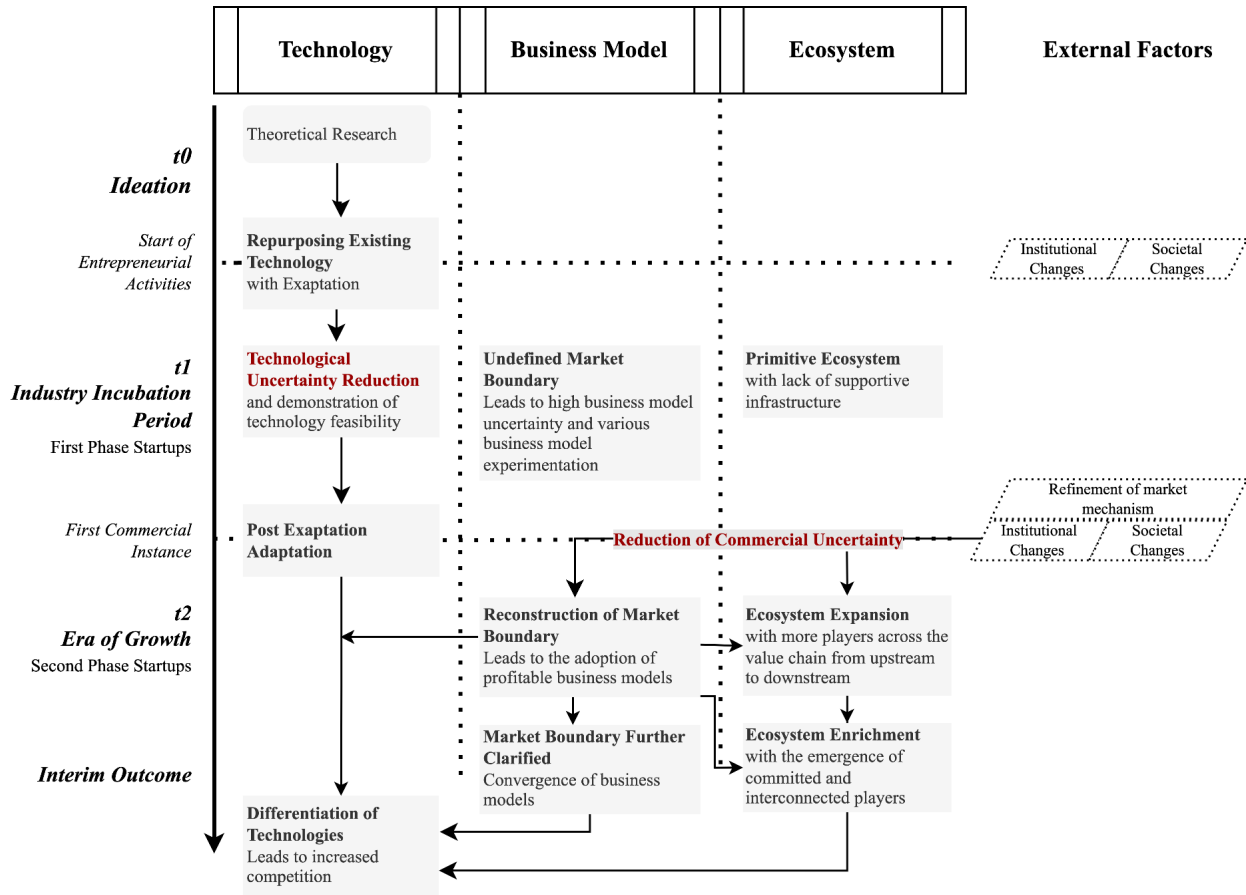 Technology
Business Model
Ecosystem
External Factors
t0
Ideation
Theoretical Research
Start of
Entrepreneurial
Activities
Repurposing Existing
Technology
with Exaptation
Institutional
Changes
Societal
Changes
t1
Industry Incubation
Period
First Phase Startups
Technological
Uncertainty Reduction
and demonstration of
technology feasibility
Undefined Market
Boundary
Leads to high business model
uncertainty and various
business model
experimentation
Primitive Ecosystem
with lack of supportive
infrastructure
First Commercial
Instance
Post Exaptation
Adaptation
Reduction of Commercial Uncertainty
Refinement of market
mechanism
Institutional
Changes
Societal
Changes
t2
Era of Growth
Second Phase Startups
Reconstruction of Market
Boundary
Leads to the adoption of
profitable business models
Ecosystem Expansion
with more players across the
value chain from upstream
to downstream
Interim Outcome
Market Boundary Further
Clarified
Convergence of business
models
Ecosystem Enrichment
with the emergence of
committed and
interconnected players
Differentiation of
Technologies
Leads to increased
competition